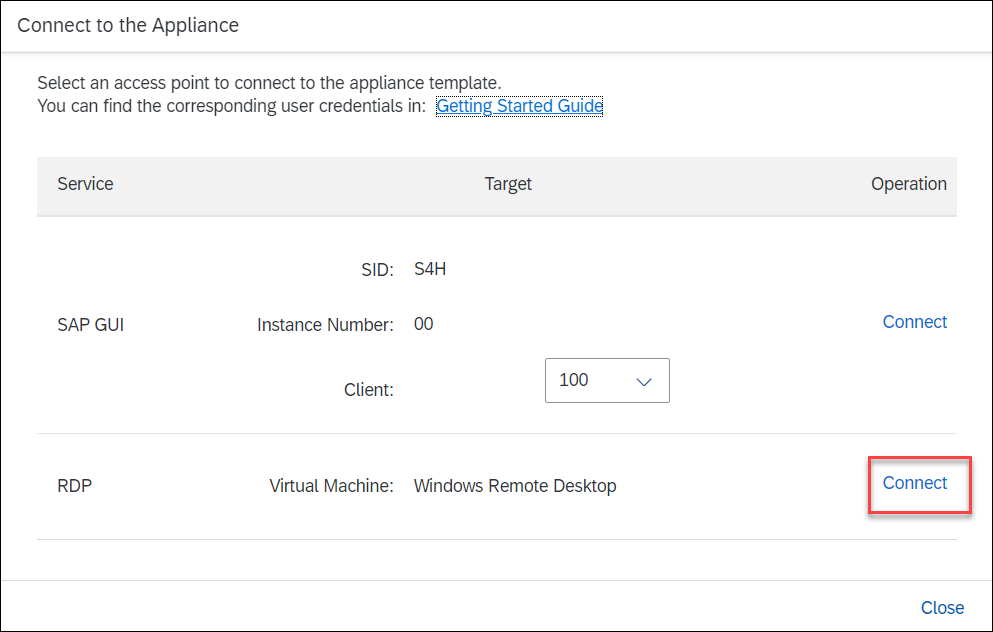 Connect to the Appliance
Select an access point to connect to the appliance template.
You can find the corresponding user credentials in: Getting Started Guide
Service Target Operation
SID: S4H
SAP GUI Instance Number: 00 Connect
Client: 100
RDP Virtual Machine: Windows Remote Desktop Connect
Close